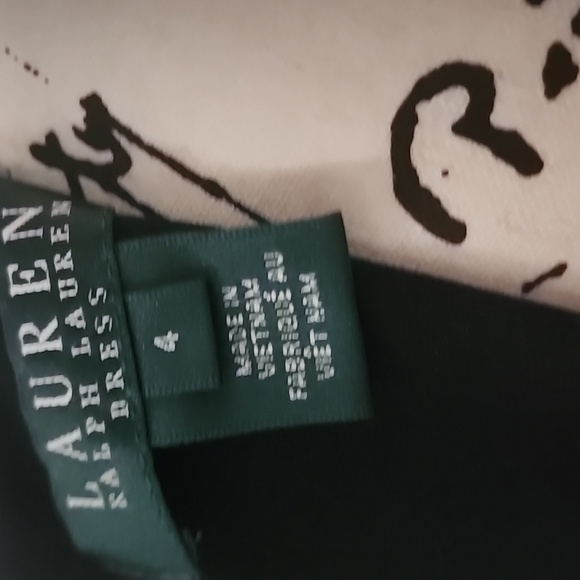 LAUREN
RALPH LAUREN
DRESS
4
MADE IN
VIETNAM
FABRIQUÉ AU
VIET NAM